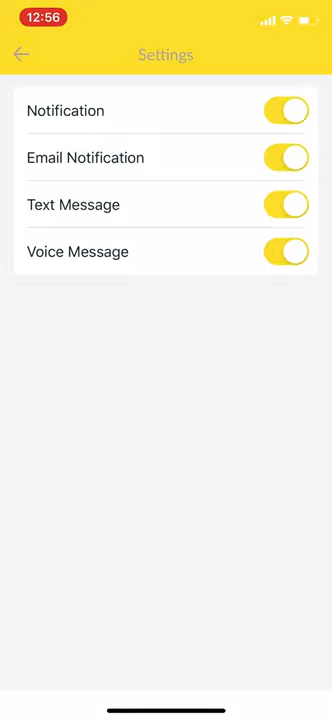 12:56
Settings
Notification
Email Notification
Text Message
Voice Message